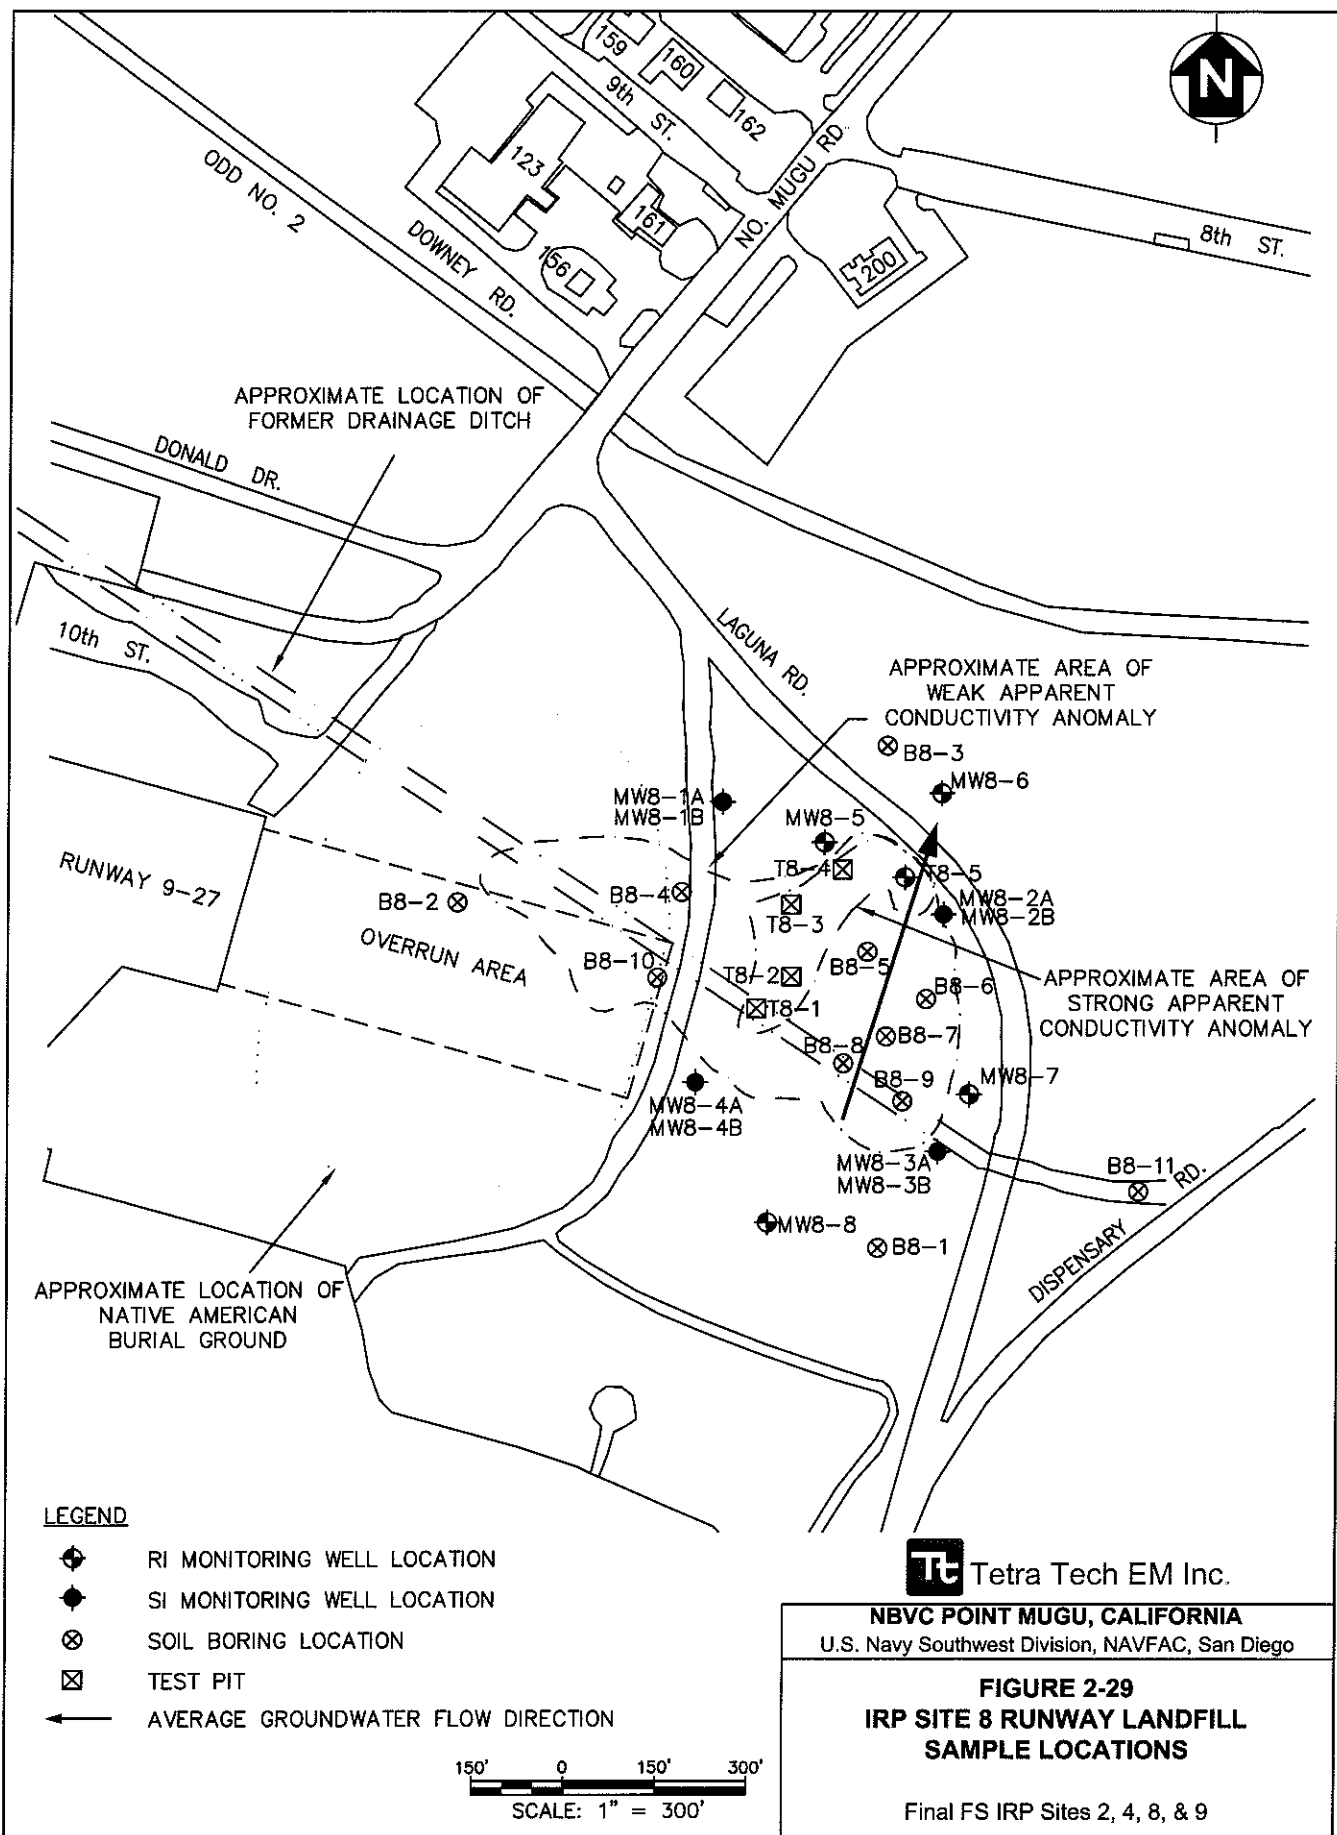 159
160
9th ST.
162
N
123
ODD NO. 2
161
NO. MUGU RD.
8th ST.
DOWNEY RD.
156
200
APPROXIMATE LOCATION OF
FORMER DRAINAGE DITCH
DONALD DR.
10th ST.
LAGUNA RD.
APPROXIMATE AREA OF
WEAK APPARENT
CONDUCTIVITY ANOMALY
B8-3
MW8-6
MW8-1A
MW8-1B
MW8-5
RUNWAY 9-27
T8-4
T8-5
B8-2
B8-4
MW8-2A
MW8-2B
T8-3
OVERRUN AREA
B8-10
B8-5
T8-2
B8-6
APPROXIMATE AREA OF
STRONG APPARENT
CONDUCTIVITY ANOMALY
T8-1
B8-7
B8-8
B8-9
MW8-7
MW8-4A
MW8-4B
MW8-3A
MW8-3B
B8-11
MW8-8
B8-1
DISPENSARY RD.
APPROXIMATE LOCATION OF
NATIVE AMERICAN
BURIAL GROUND
LEGEND
RI MONITORING WELL LOCATION
SI MONITORING WELL LOCATION
SOIL BORING LOCATION
TEST PIT
AVERAGE GROUNDWATER FLOW DIRECTION
150' 0 150' 300'
SCALE: 1" = 300'
Tt Tetra Tech EM Inc.
NBVC POINT MUGU, CALIFORNIA
U.S. Navy Southwest Division, NAVFAC, San Diego
FIGURE 2-29
IRP SITE 8 RUNWAY LANDFILL
SAMPLE LOCATIONS
Final FS IRP Sites 2, 4, 8, & 9